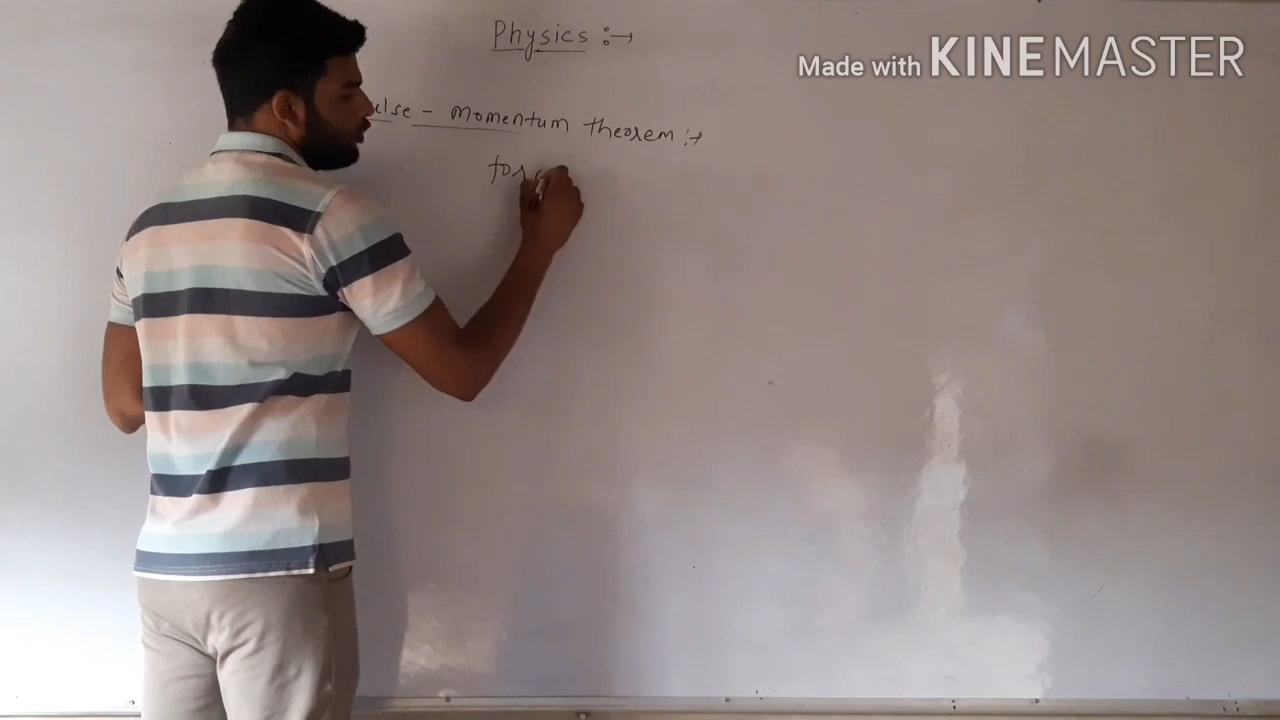 Physics :→
Made with KINEMASTER
ulse - Momentum theorem :→
for